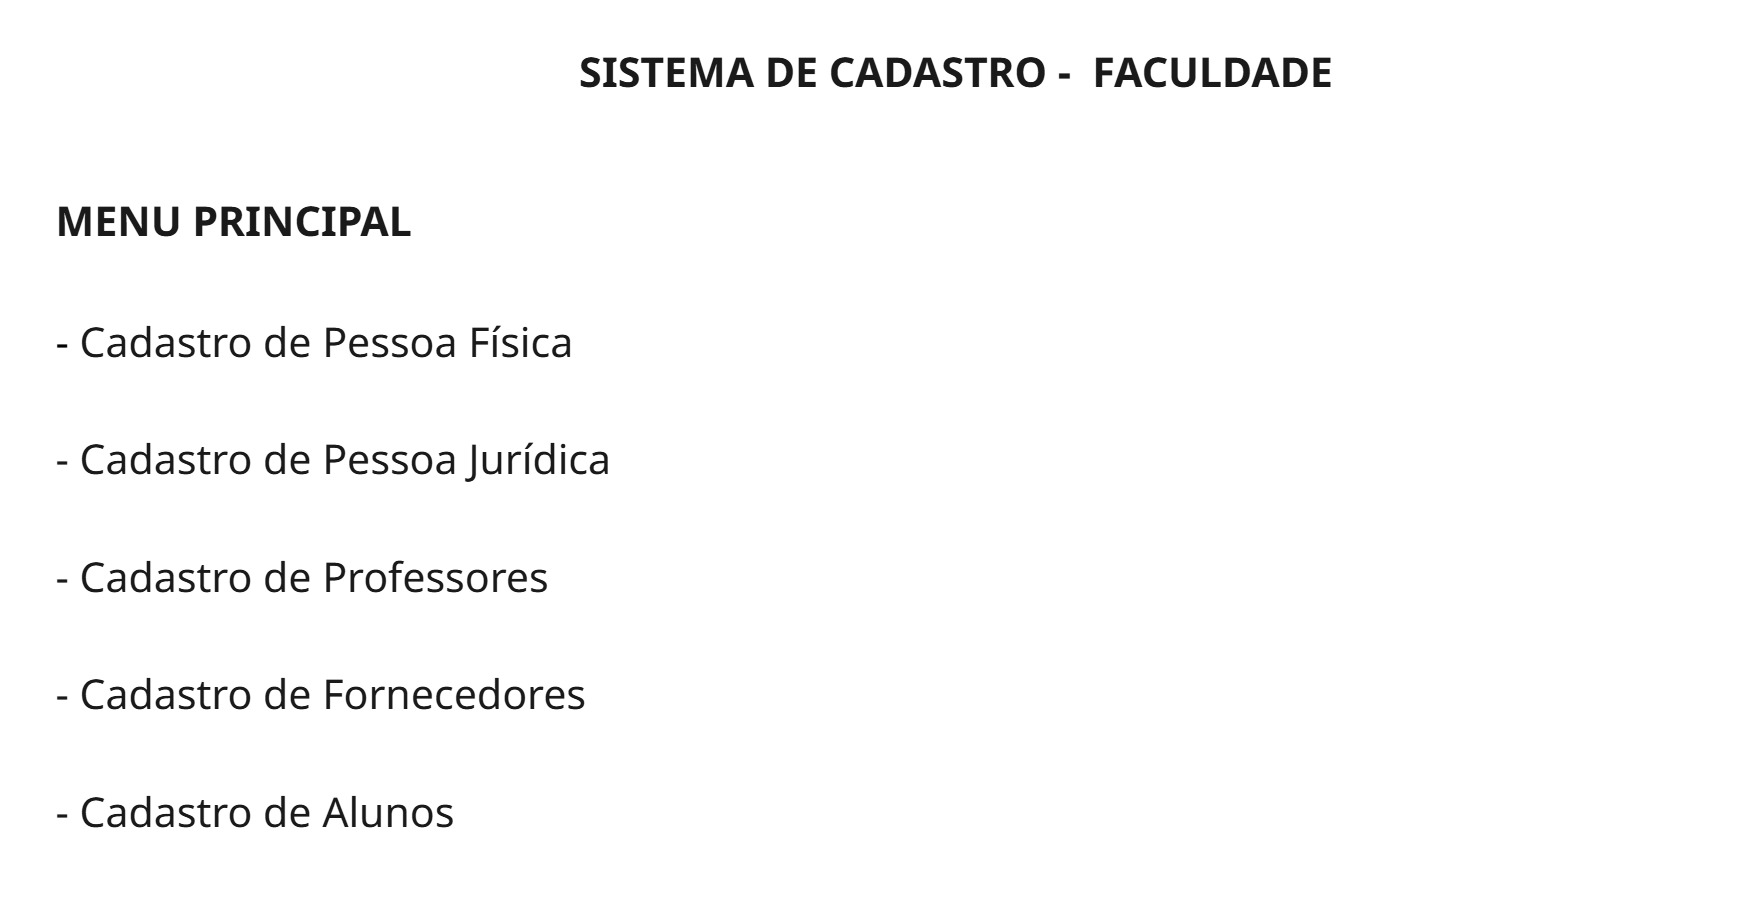 SISTEMA DE CADASTRO -  FACULDADE
MENU PRINCIPAL
- Cadastro de Pessoa Física
- Cadastro de Pessoa Jurídica
- Cadastro de Professores
- Cadastro de Fornecedores
- Cadastro de Alunos